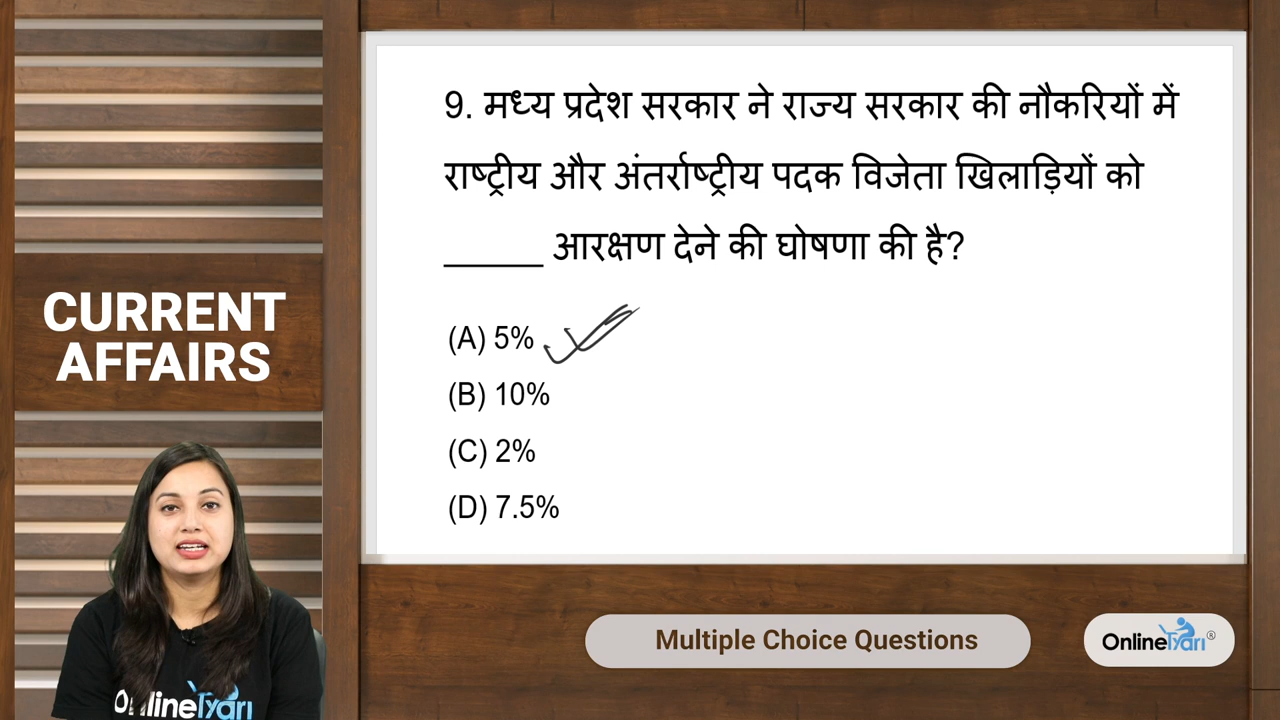 CURRENT
AFFAIRS
9. मध्य प्रदेश सरकार ने राज्य सरकार की नौकरियों में
राष्ट्रीय और अंतर्राष्ट्रीय पदक विजेता खिलाड़ियों को
_____ आरक्षण देने की घोषणा की है?
(A) 5%
(B) 10%
(C) 2%
(D) 7.5%
OnlineTyari
Multiple Choice Questions
OnlineTyari®